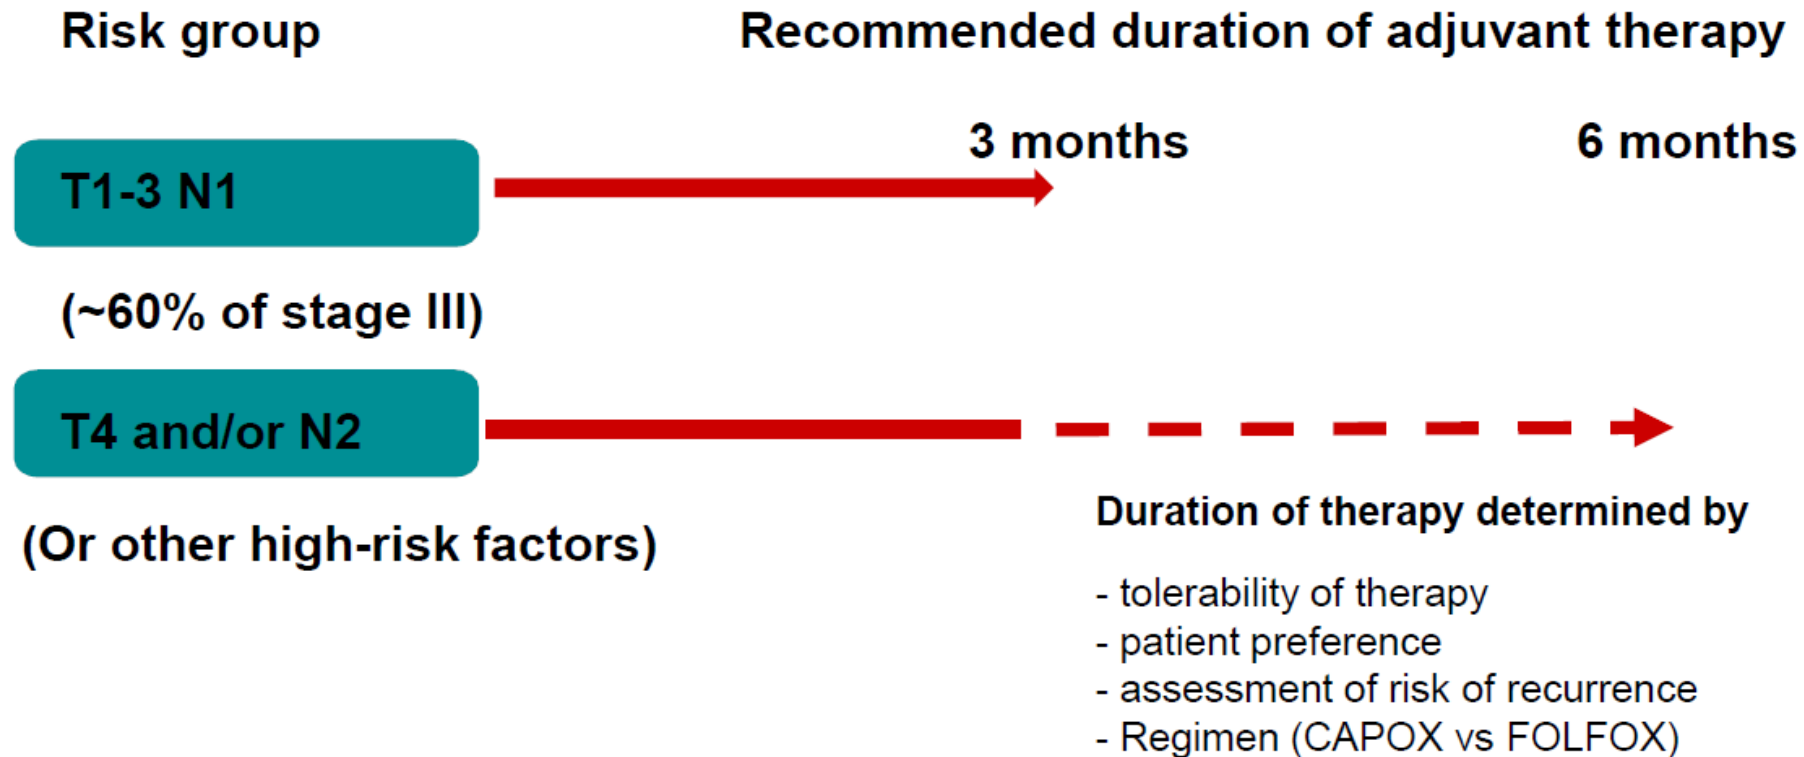 Risk group
Recommended duration of adjuvant therapy
3 months
6 months
T1-3 N1
(~60% of stage III)
T4 and/or N2
(Or other high-risk factors)
Duration of therapy determined by
- tolerability of therapy
- patient preference
- assessment of risk of recurrence
- Regimen (CAPOX vs FOLFOX)